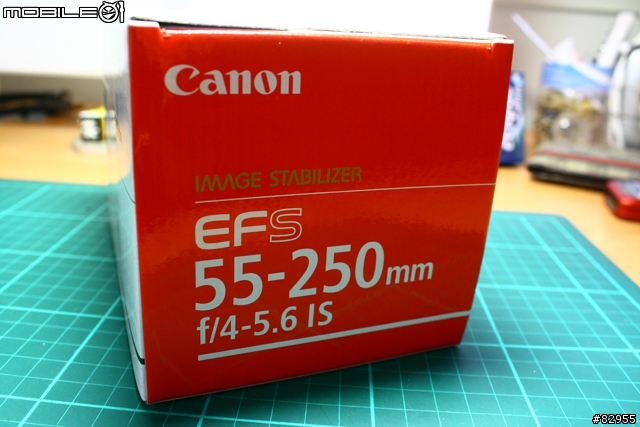 MOBILE01
Canon
IMAGE STABILIZER
EFS
55-250mm
f/4-5.6 IS
#82955